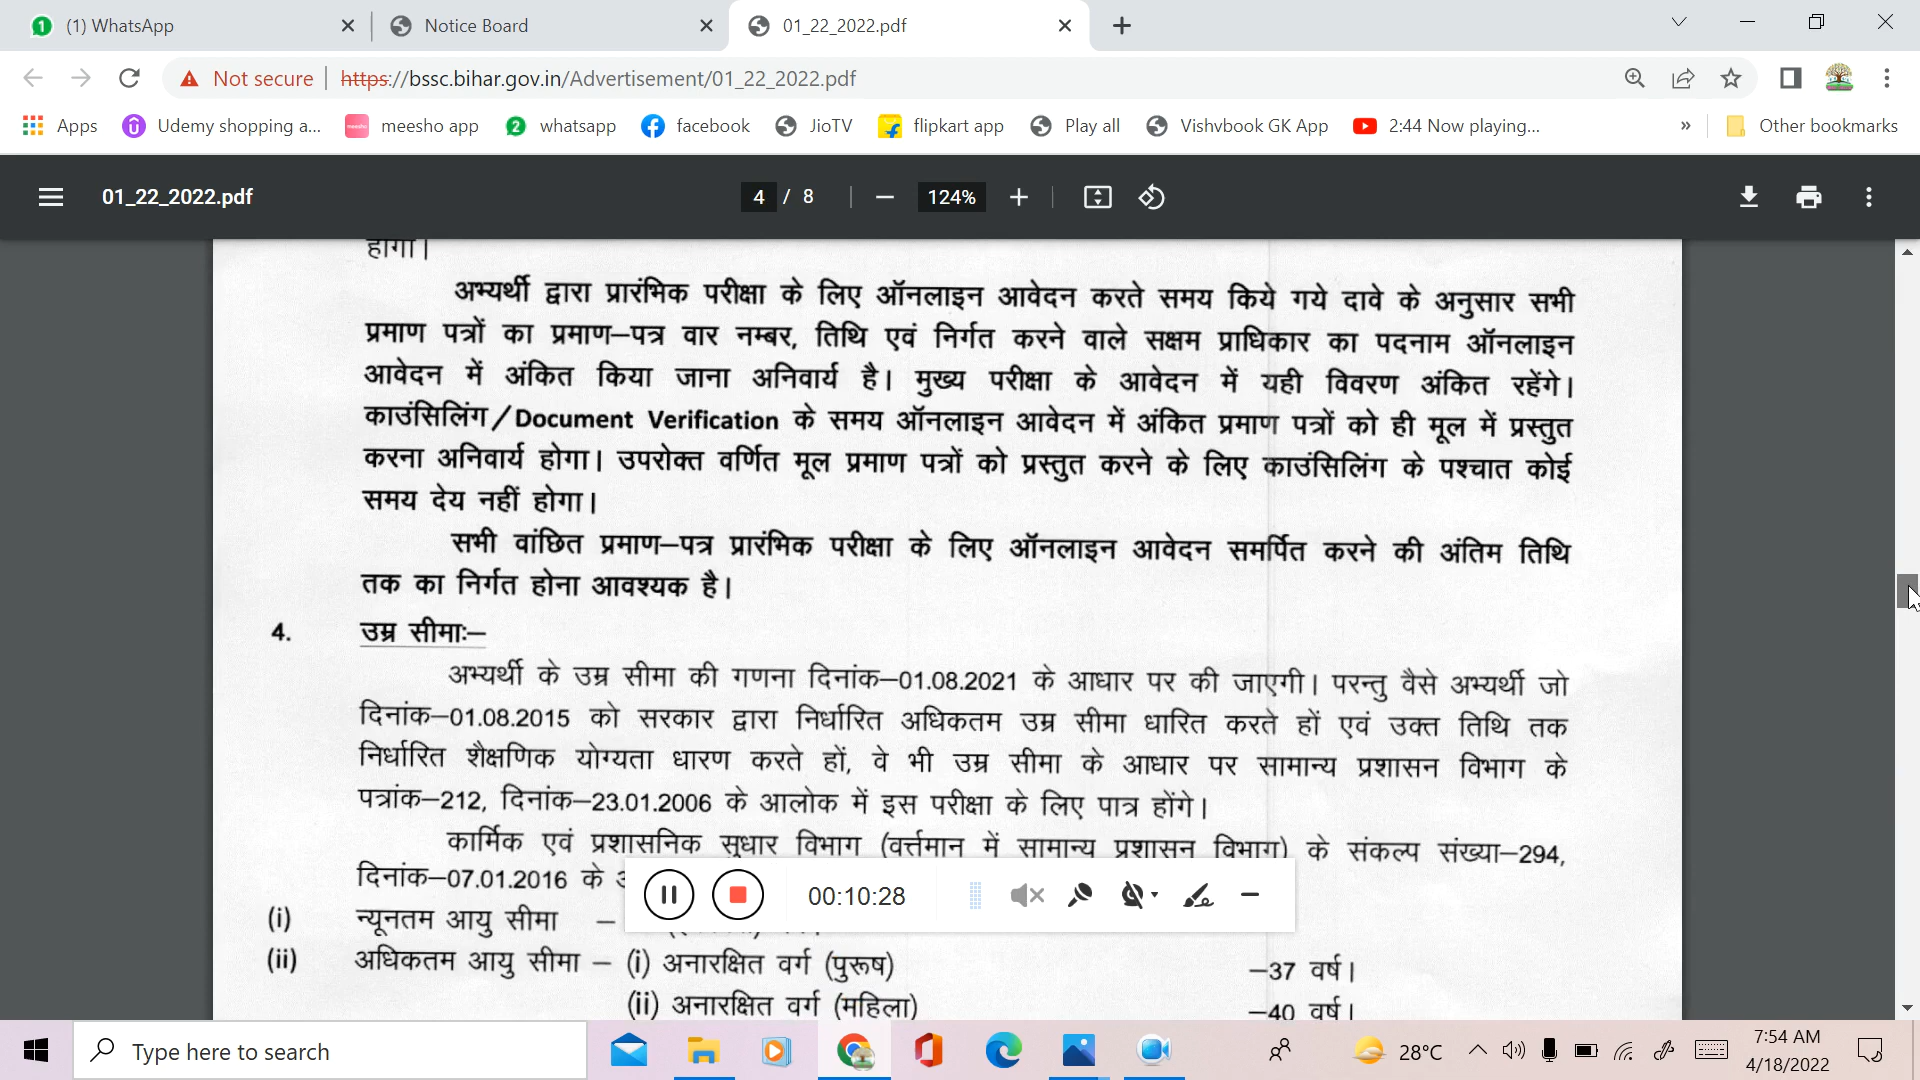 (1) WhatsApp
Notice Board
01_22_2022.pdf
Not secure
https://bssc.bihar.gov.in/Advertisement/01_22_2022.pdf
Apps
Udemy shopping a...
meesho app
whatsapp
facebook
JioTV
flipkart app
Play all
Vishvbook GK App
2:44 Now playing...
»
Other bookmarks
01_22_2022.pdf
4 / 8
124%
होगा।
अभ्यर्थी द्वारा प्रारंभिक परीक्षा के लिए ऑनलाइन आवेदन करते समय किये गये दावे के अनुसार सभी
प्रमाण पत्रों का प्रमाण–पत्र वार नम्बर, तिथि एवं निर्गत करने वाले सक्षम प्राधिकार का पदनाम ऑनलाइन
आवेदन में अंकित किया जाना अनिवार्य है। मुख्य परीक्षा के आवेदन में यही विवरण अंकित रहेंगे।
काउंसिलिंग/Document Verification के समय ऑनलाइन आवेदन में अंकित प्रमाण पत्रों को ही मूल में प्रस्तुत
करना अनिवार्य होगा। उपरोक्त वर्णित मूल प्रमाण पत्रों को प्रस्तुत करने के लिए काउंसिलिंग के पश्चात कोई
समय देय नहीं होगा।
सभी वांछित प्रमाण–पत्र प्रारंभिक परीक्षा के लिए ऑनलाइन आवेदन समर्पित करने की अंतिम तिथि
तक का निर्गत होना आवश्यक है।
4. उम्र सीमाः–
अभ्यर्थी के उम्र सीमा की गणना दिनांक–01.08.2021 के आधार पर की जाएगी। परन्तु वैसे अभ्यर्थी जो
दिनांक–01.08.2015 को सरकार द्वारा निर्धारित अधिकतम उम्र सीमा धारित करते हों एवं उक्त तिथि तक
निर्धारित शैक्षणिक योग्यता धारण करते हों, वे भी उम्र सीमा के आधार पर सामान्य प्रशासन विभाग के
पत्रांक–212, दिनांक–23.01.2006 के आलोक में इस परीक्षा के लिए पात्र होंगे।
कार्मिक एवं प्रशासनिक सुधार विभाग (वर्त्तमान में सामान्य प्रशासन विभाग) के संकल्प संख्या–294,
दिनांक–07.01.2016 के
00:10:28
(i) न्यूनतम आयु सीमा –
(ii) अधिकतम आयु सीमा – (i) अनारक्षित वर्ग (पुरूष) –37 वर्ष।
(ii) अनारक्षित वर्ग (महिला) –40 वर्ष।
Type here to search
28°C
7:54 AM
4/18/2022